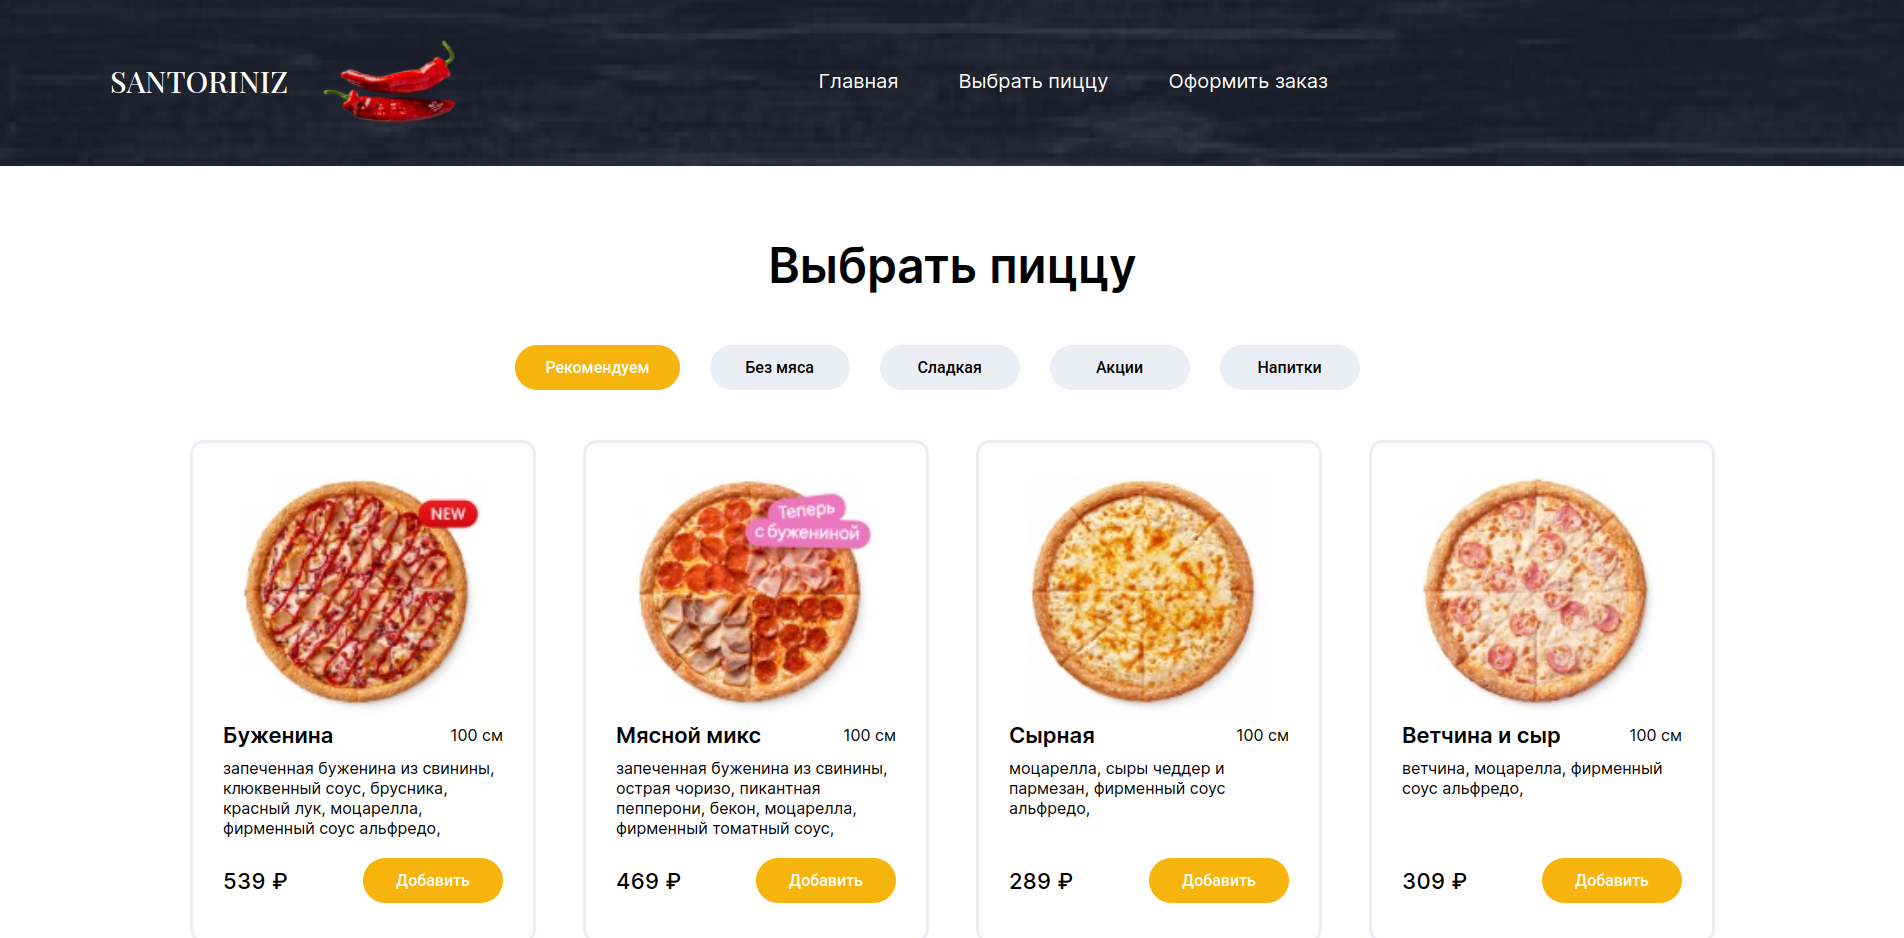 SANTORINIZ
Главная
Выбрать пиццу
Оформить заказ
Выбрать пиццу
Рекомендуем
Без мяса
Сладкая
Акции
Напитки
NEW
Буженина
100 см
запеченная буженина из свинины,
клюквенный соус, брусника,
красный лук, моцарелла,
фирменный соус альфредо,
539 ₽
Добавить
Теперь
с бужениной
Мясной микс
100 см
запеченная буженина из свинины,
острая чоризо, пикантная
пепперони, бекон, моцарелла,
фирменный томатный соус,
469 ₽
Добавить
Сырная
100 см
моцарелла, сыры чеддер и
пармезан, фирменный соус
альфредо,
289 ₽
Добавить
Ветчина и сыр
100 см
ветчина, моцарелла, фирменный
соус альфредо,
309 ₽
Добавить